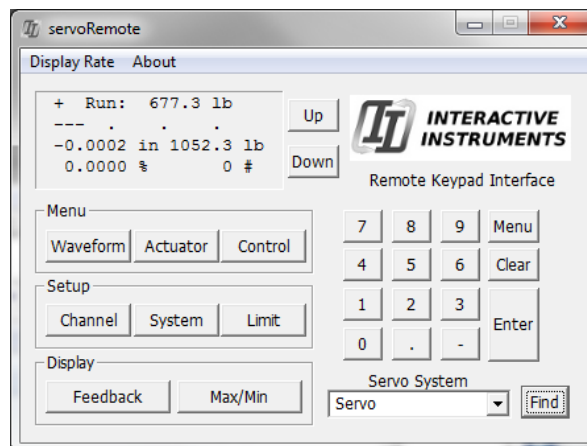 servoRemote
Display Rate About
+ Run: 677.3 lb
--- . . .
-0.0002 in 1052.3 lb
0.0000 % 0 #
Up
Down
INTERACTIVE
INSTRUMENTS
Remote Keypad Interface
Menu
Waveform Actuator Control
Setup
Channel System Limit
Display
Feedback Max/Min
7 8 9 Menu
4 5 6 Clear
1 2 3
Enter
0 . -
Servo System
Servo Find